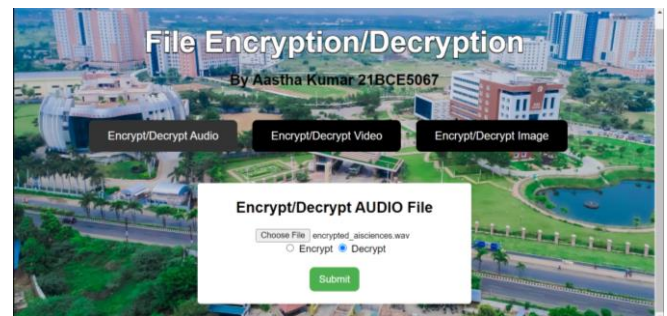 File Encryption/Decryption
By Aastha Kumar 21BCE5067
Encrypt/Decrypt Audio Encrypt/Decrypt Video Encrypt/Decrypt Image
Encrypt/Decrypt AUDIO File
Choose File encrypted_aisciences.wav
Encrypt Decrypt
Submit